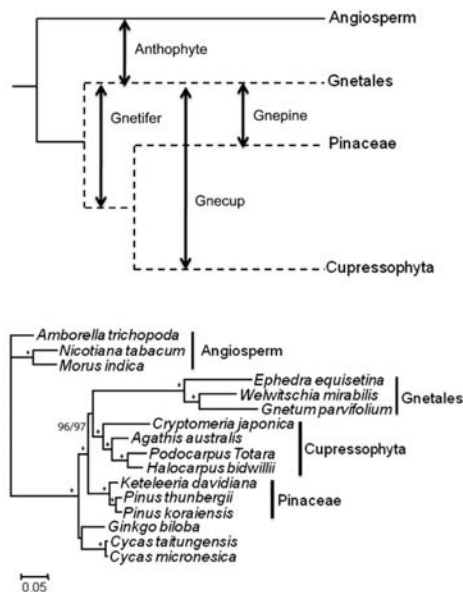 Angiosperm
Anthophyte
Gnetales
Gnetifer
Gnepine
Pinaceae
Gnecup
Cupressophyta
Amborella trichopoda
Nicotiana tabacum
Angiosperm
Morus indica
Ephedra equisetina
Welwitschia mirabilis
Gnetales
Gnetum parvifolium
96/97
Cryptomeria japonica
Agathis australis
Cupressophyta
Podocarpus Totara
Halocarpus bidwillii
Keteleeria davidiana
Pinus thunbergii
Pinaceae
Pinus koraiensis
Ginkgo biloba
Cycas taitungensis
Cycas micronesica
0.05